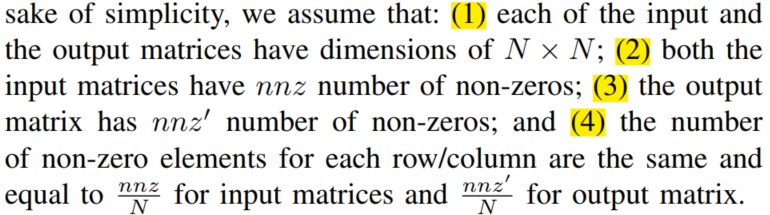 sake of simplicity, we assume that: (1) each of the input and
the output matrices have dimensions of N × N; (2) both the
input matrices have nnz number of non-zeros; (3) the output
matrix has nnz′ number of non-zeros; and (4) the number
of non-zero elements for each row/column are the same and
equal to nnz/N for input matrices and nnz′/N for output matrix.